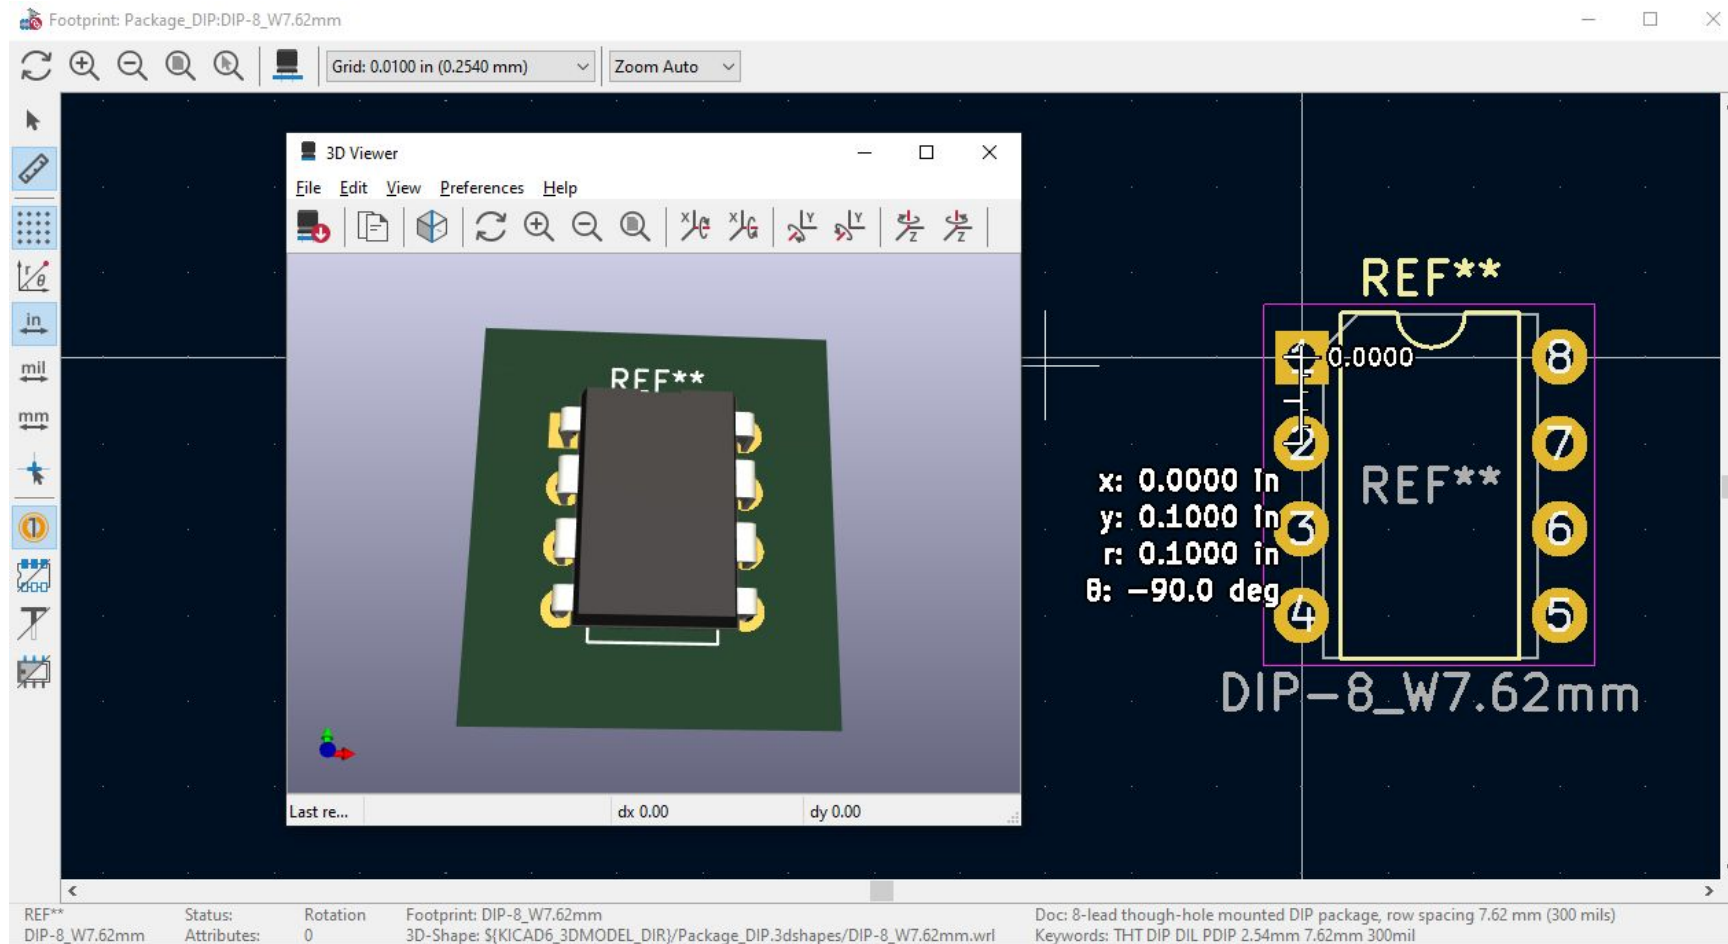 Footprint: Package_DIP:DIP-8_W7.62mm
Grid: 0.0100 in (0.2540 mm)
Zoom Auto
in
mil
mm
3D Viewer
File Edit View Preferences Help
REF**
Last re...
dx 0.00
dy 0.00
REF**
1
0.0000
8
2
7
REF**
x: 0.0000 in
y: 0.1000 in
r: 0.1000 in
θ: −90.0 deg
3
6
4
5
DIP−8_W7.62mm
REF**
DIP-8_W7.62mm
Status:
Attributes:
Rotation
0
Footprint: DIP-8_W7.62mm
3D-Shape: ${KICAD6_3DMODEL_DIR}/Package_DIP.3dshapes/DIP-8_W7.62mm.wrl
Doc: 8-lead though-hole mounted DIP package, row spacing 7.62 mm (300 mils)
Keywords: THT DIP DIL PDIP 2.54mm 7.62mm 300mil